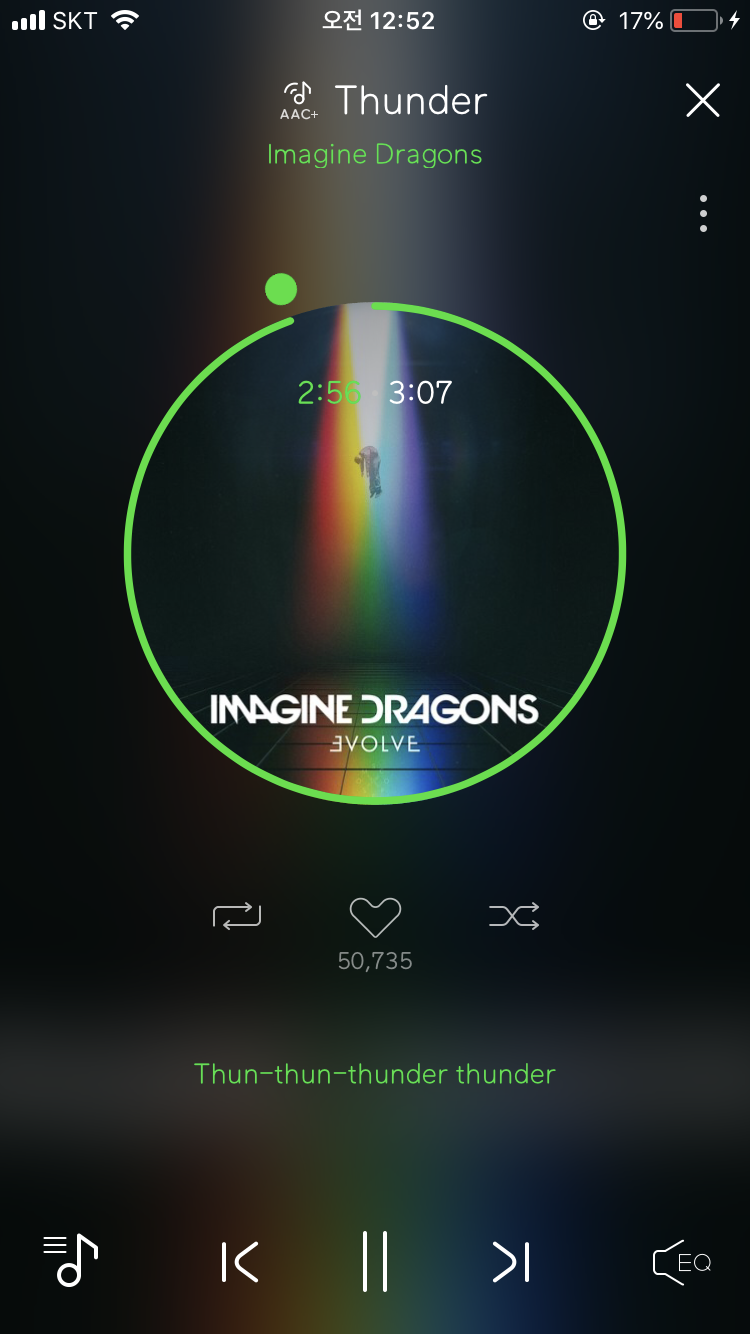 SKT 오전 12:52 17%
AAC+ Thunder
Imagine Dragons
2:56 3:07
IMAGINE DRAGONS
EVOLVE
50,735
Thun-thun-thunder thunder
EQ